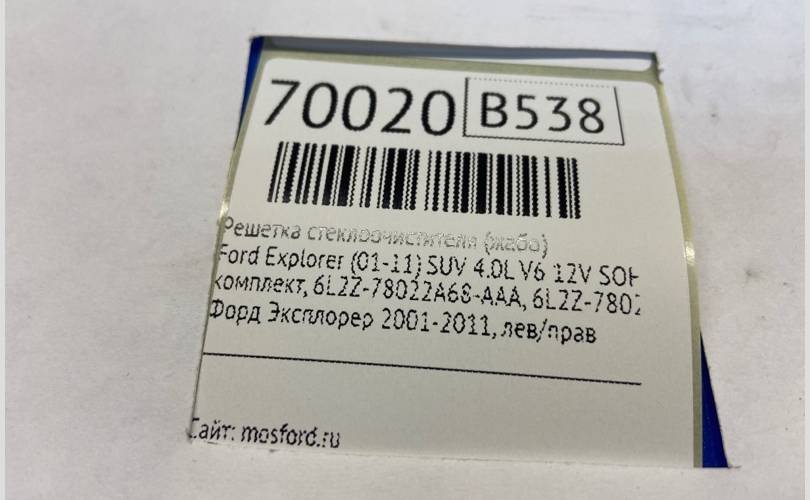 70020 B538
Решетка стеклоочистителя (жабо)
Ford Explorer (01-11) SUV 4.0L V6 12V SOH
комплект, 6L2Z-78022A68-AAA, 6L2Z-7802
Форд Эксплорер 2001-2011, лев/прав
Сайт: mosford.ru